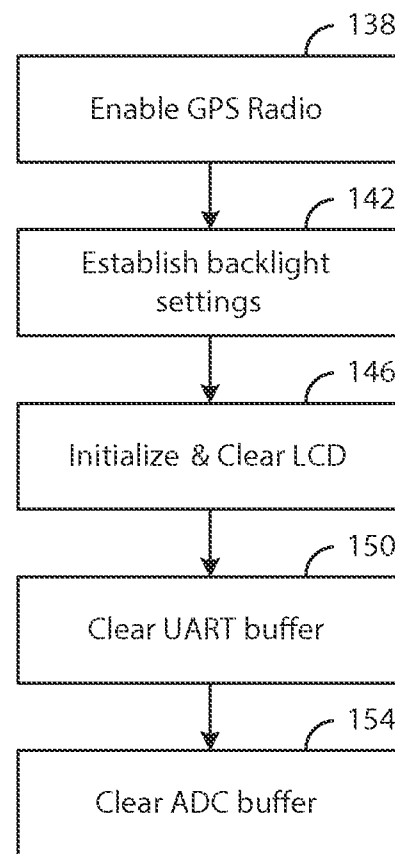 138
Enable GPS Radio
142
Establish backlight
settings
146
Initialize & Clear LCD
150
Clear UART buffer
154
Clear ADC buffer